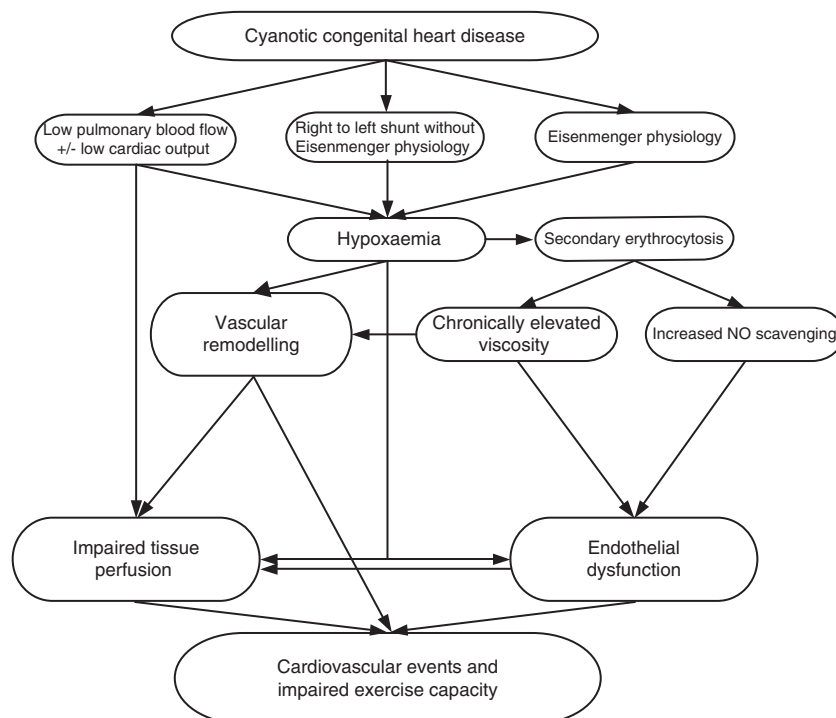 Cyanotic congenital heart disease
Low pulmonary blood flow
+/- low cardiac output
Right to left shunt without
Eisenmenger physiology
Eisenmenger physiology
Hypoxaemia
Secondary erythrocytosis
Vascular
remodelling
Chronically elevated
viscosity
Increased NO scavenging
Impaired tissue
perfusion
Endothelial
dysfunction
Cardiovascular events and
impaired exercise capacity